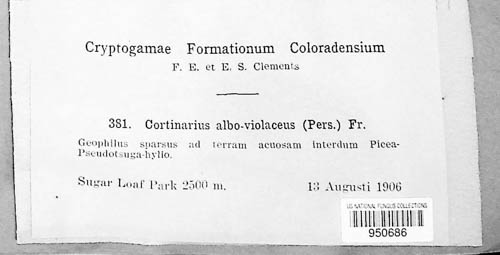 Cryptogamae Formationum Coloradensium
F. E. et E. S. Clements
381. Cortinarius albo-violaceus (Pers.) Fr.
Geophilus sparsus ad terram acuosam interdum Picea-
Pseudotsuga-hylio.
Sugar Loaf Park 2500 m. 13 Augusti 1906
US NATIONAL FUNGUS COLLECTIONS
950686